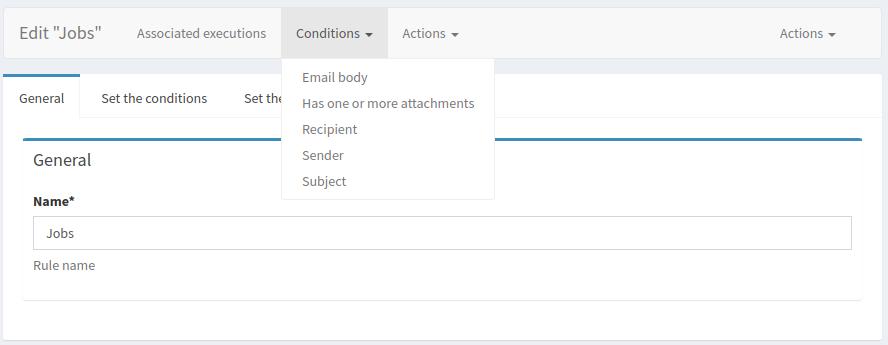 Edit "Jobs" Associated executions Conditions Actions Actions
Email body
Has one or more attachments
Recipient
Sender
Subject
General Set the conditions Set the
General
Name*
Jobs
Rule name